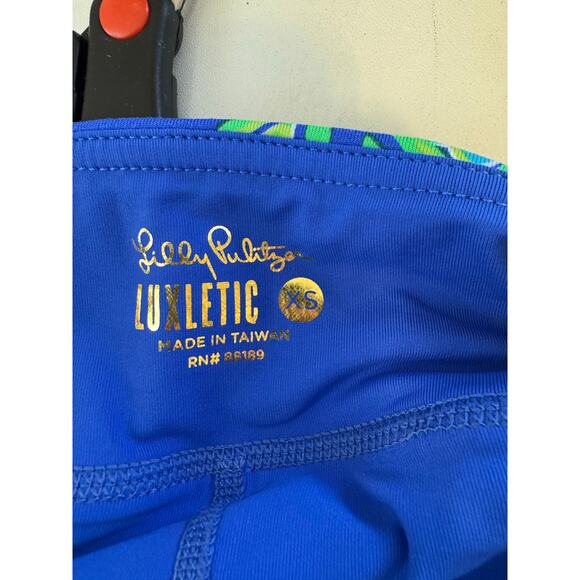 Lilly Pulitzer
LUXLETIC XS
MADE IN TAIWAN
RN# 88189